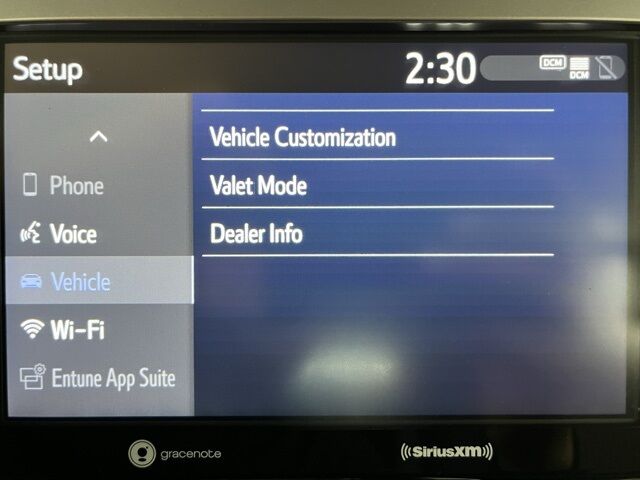 Setup
2:30
DCM
DCM
Vehicle Customization
Phone
Valet Mode
Voice
Dealer Info
Vehicle
Wi-Fi
Entune App Suite
g gracenote
SiriusXM